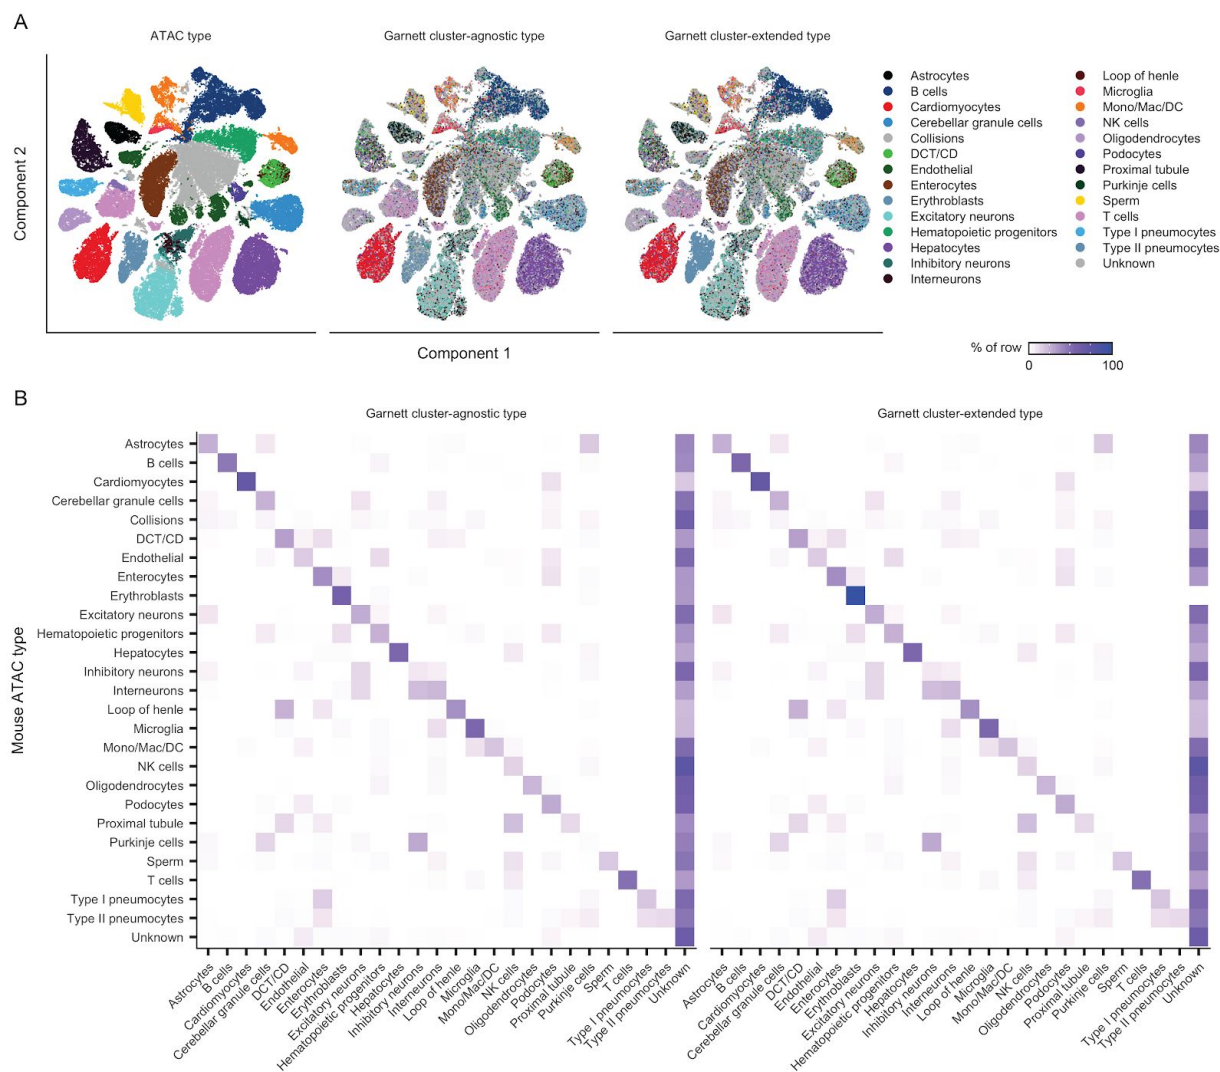 A
ATAC type
Garnett cluster-agnostic type
Garnett cluster-extended type
Component 2
Component 1
Astrocytes
B cells
Cardiomyocytes
Cerebellar granule cells
Collisions
DCT/CD
Endothelial
Enterocytes
Erythroblasts
Excitatory neurons
Hematopoietic progenitors
Hepatocytes
Inhibitory neurons
Interneurons
Loop of henle
Microglia
Mono/Mac/DC
NK cells
Oligodendrocytes
Podocytes
Proximal tubule
Purkinje cells
Sperm
T cells
Type I pneumocytes
Type II pneumocytes
Unknown
% of row
0
100
B
Garnett cluster-agnostic type
Garnett cluster-extended type
Mouse ATAC type
Astrocytes
B cells
Cardiomyocytes
Cerebellar granule cells
Collisions
DCT/CD
Endothelial
Enterocytes
Erythroblasts
Excitatory neurons
Hematopoietic progenitors
Hepatocytes
Inhibitory neurons
Interneurons
Loop of henle
Microglia
Mono/Mac/DC
NK cells
Oligodendrocytes
Podocytes
Proximal tubule
Purkinje cells
Sperm
T cells
Type I pneumocytes
Type II pneumocytes
Unknown
Astrocytes
B cells
Cardiomyocytes
Cerebellar granule cells
DCT/CD
Endothelial
Enterocytes
Erythroblasts
Excitatory neurons
Hematopoietic progenitors
Hepatocytes
Inhibitory neurons
Interneurons
Loop of henle
Microglia
Mono/Mac/DC
NK cells
Oligodendrocytes
Podocytes
Proximal tubule
Purkinje cells
Sperm
T cells
Type I pneumocytes
Type II pneumocytes
Unknown
Astrocytes
B cells
Cardiomyocytes
Cerebellar granule cells
DCT/CD
Endothelial
Enterocytes
Erythroblasts
Excitatory neurons
Hematopoietic progenitors
Hepatocytes
Inhibitory neurons
Interneurons
Loop of henle
Microglia
Mono/Mac/DC
NK cells
Oligodendrocytes
Podocytes
Proximal tubule
Purkinje cells
Sperm
T cells
Type I pneumocytes
Type II pneumocytes
Unknown